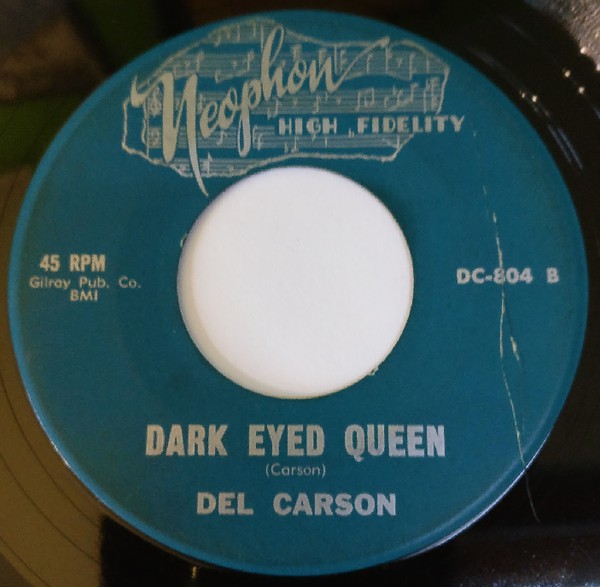 Neophon
HIGH FIDELITY
45 RPM
Gilray Pub. Co.
BMI
DC-804 B
DARK EYED QUEEN
(Carson)
DEL CARSON